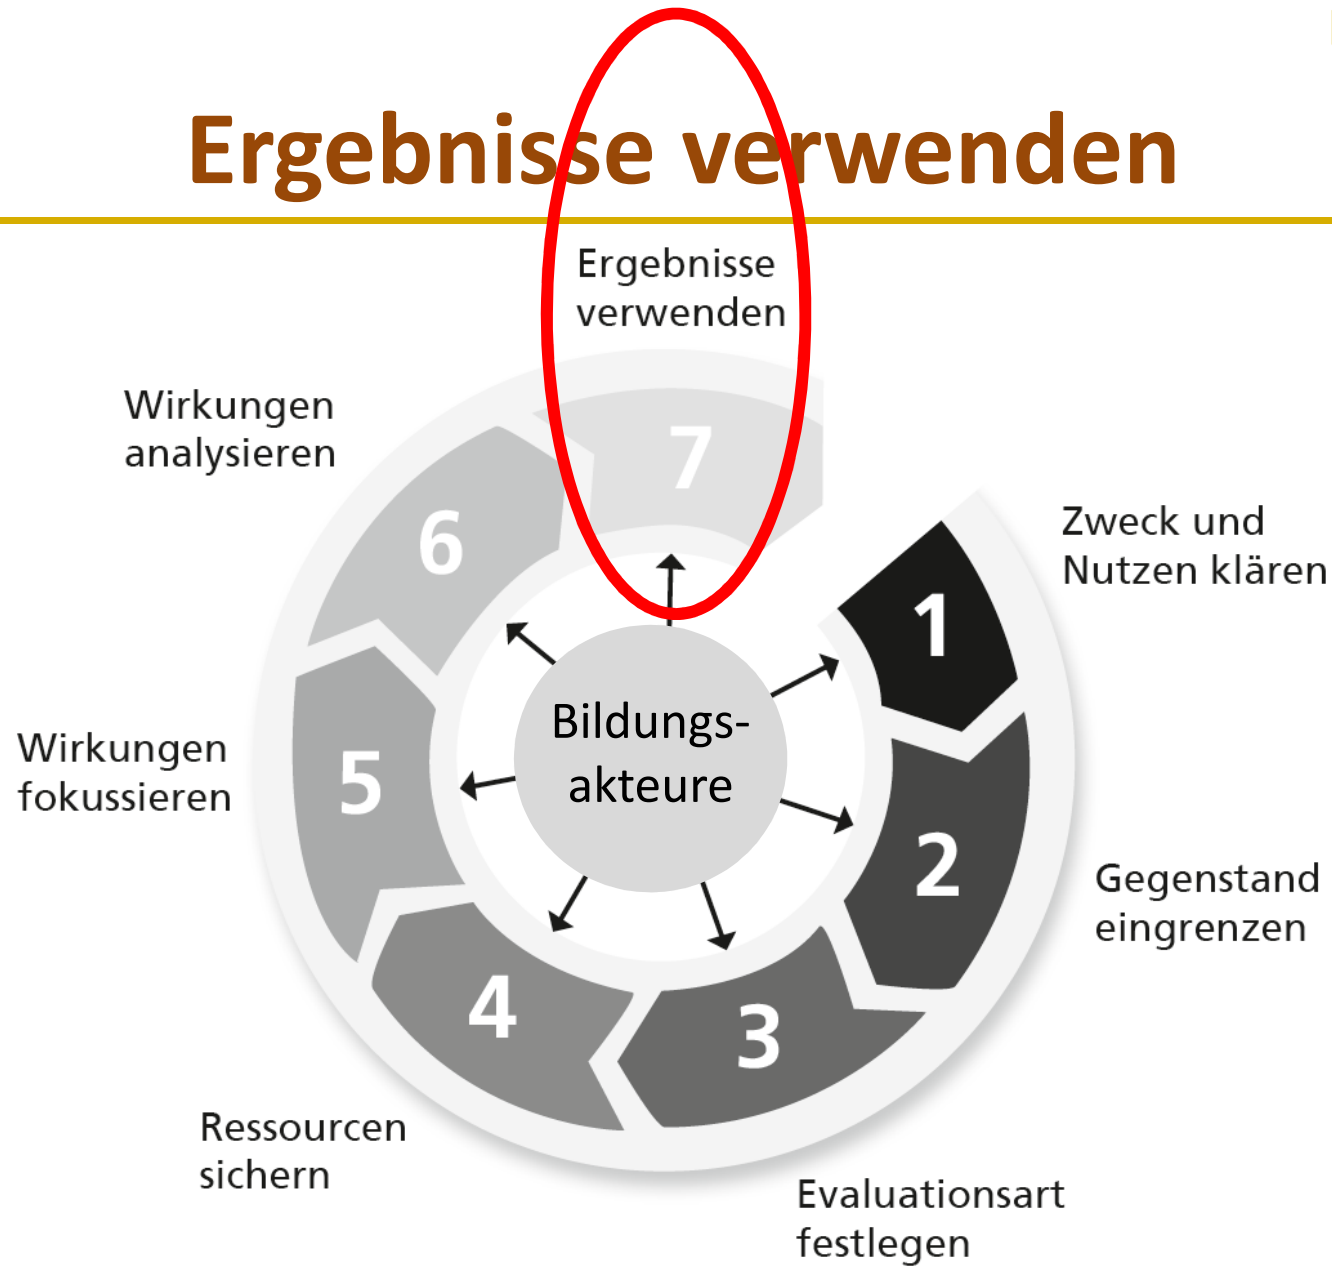 Ergebnisse verwenden
Ergebnisse
verwenden
7
Wirkungen
analysieren
6
Zweck und
Nutzen klären
1
Bildungs-
akteure
Wirkungen
fokussieren
5
2
Gegenstand
eingrenzen
4
3
Ressourcen
sichern
Evaluationsart
festlegen